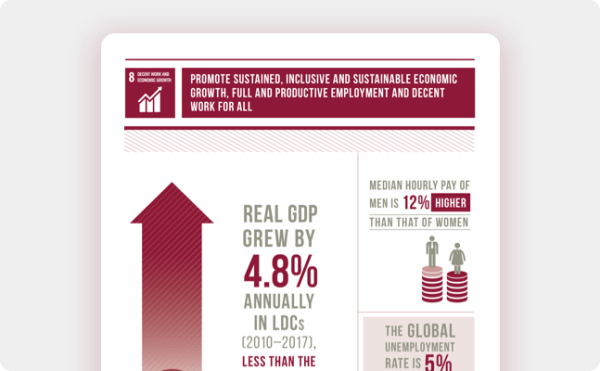 8 DECENT WORK AND
ECONOMIC GROWTH
PROMOTE SUSTAINED, INCLUSIVE AND SUSTAINABLE ECONOMIC
GROWTH, FULL AND PRODUCTIVE EMPLOYMENT AND DECENT
WORK FOR ALL
REAL GDP
GREW BY
4.8%
ANNUALLY
IN LDCs
(2010–2017),
LESS THAN THE
MEDIAN HOURLY PAY OF
MEN IS 12% HIGHER
THAN THAT OF WOMEN
THE GLOBAL
UNEMPLOYMENT
RATE IS 5%